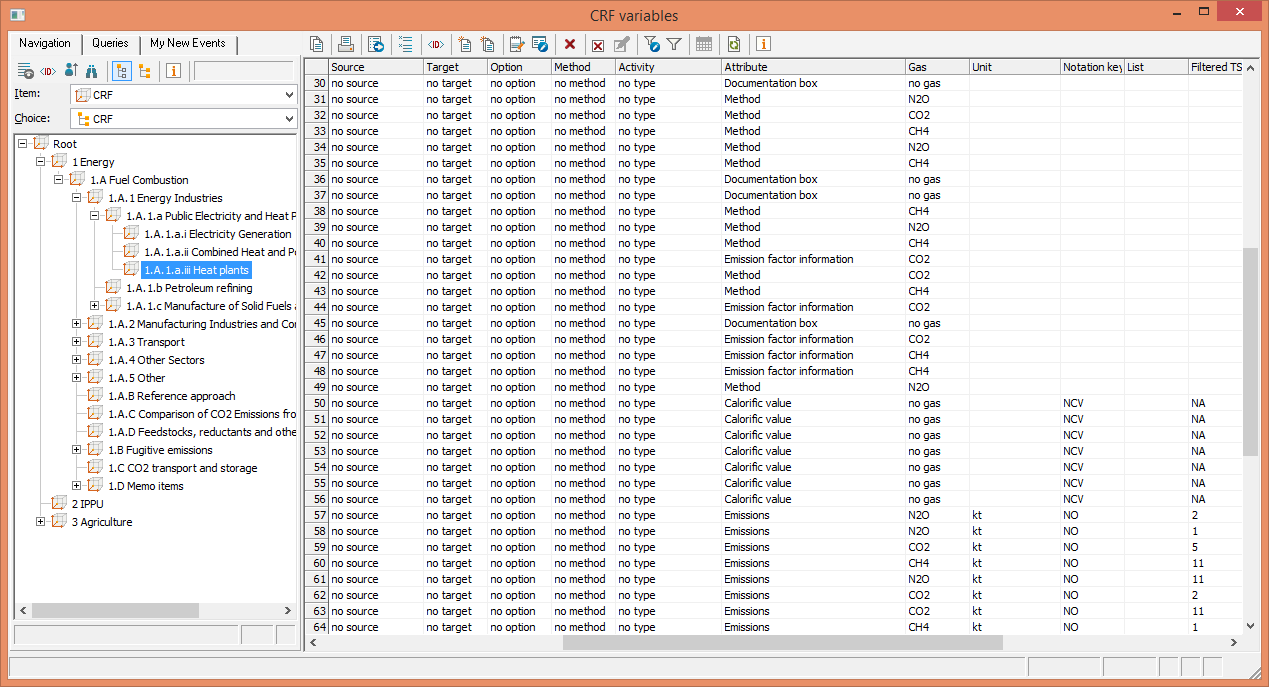 CRF variables
Navigation Queries My New Events
<ID> <ID>
Item: CRF
Choice: CRF
Root
1 Energy
1.A Fuel Combustion
1.A.1 Energy Industries
1.A.1.a Public Electricity and Heat P
1.A.1.a.i Electricity Generation
1.A.1.a.ii Combined Heat and Po
1.A.1.a.iii Heat plants
1.A.1.b Petroleum refining
1.A.1.c Manufacture of Solid Fuels a
1.A.2 Manufacturing Industries and Con
1.A.3 Transport
1.A.4 Other Sectors
1.A.5 Other
1.A.B Reference approach
1.A.C Comparison of CO2 Emissions fro
1.A.D Feedstocks, reductants and othe
1.B Fugitive emissions
1.C CO2 transport and storage
1.D Memo items
2 IPPU
3 Agriculture
Source Target Option Method Activity Attribute Gas Unit Notation key List Filtered TS
30 no source no target no option no method no type Documentation box no gas
31 no source no target no option no method no type Method N2O
32 no source no target no option no method no type Method CO2
33 no source no target no option no method no type Method CH4
34 no source no target no option no method no type Method N2O
35 no source no target no option no method no type Method CH4
36 no source no target no option no method no type Documentation box no gas
37 no source no target no option no method no type Documentation box no gas
38 no source no target no option no method no type Method CH4
39 no source no target no option no method no type Method N2O
40 no source no target no option no method no type Method CH4
41 no source no target no option no method no type Emission factor information CO2
42 no source no target no option no method no type Method CO2
43 no source no target no option no method no type Method CH4
44 no source no target no option no method no type Emission factor information CO2
45 no source no target no option no method no type Documentation box no gas
46 no source no target no option no method no type Emission factor information CO2
47 no source no target no option no method no type Emission factor information CH4
48 no source no target no option no method no type Emission factor information CH4
49 no source no target no option no method no type Method N2O
50 no source no target no option no method no type Calorific value no gas NCV NA
51 no source no target no option no method no type Calorific value no gas NCV NA
52 no source no target no option no method no type Calorific value no gas NCV NA
53 no source no target no option no method no type Calorific value no gas NCV NA
54 no source no target no option no method no type Calorific value no gas NCV NA
55 no source no target no option no method no type Calorific value no gas NCV NA
56 no source no target no option no method no type Calorific value no gas NCV NA
57 no source no target no option no method no type Emissions N2O kt NO 2
58 no source no target no option no method no type Emissions N2O kt NO 1
59 no source no target no option no method no type Emissions CO2 kt NO 5
60 no source no target no option no method no type Emissions CH4 kt NO 11
61 no source no target no option no method no type Emissions N2O kt NO 11
62 no source no target no option no method no type Emissions CO2 kt NO 2
63 no source no target no option no method no type Emissions CO2 kt NO 11
64 no source no target no option no method no type Emissions CH4 kt NO 1